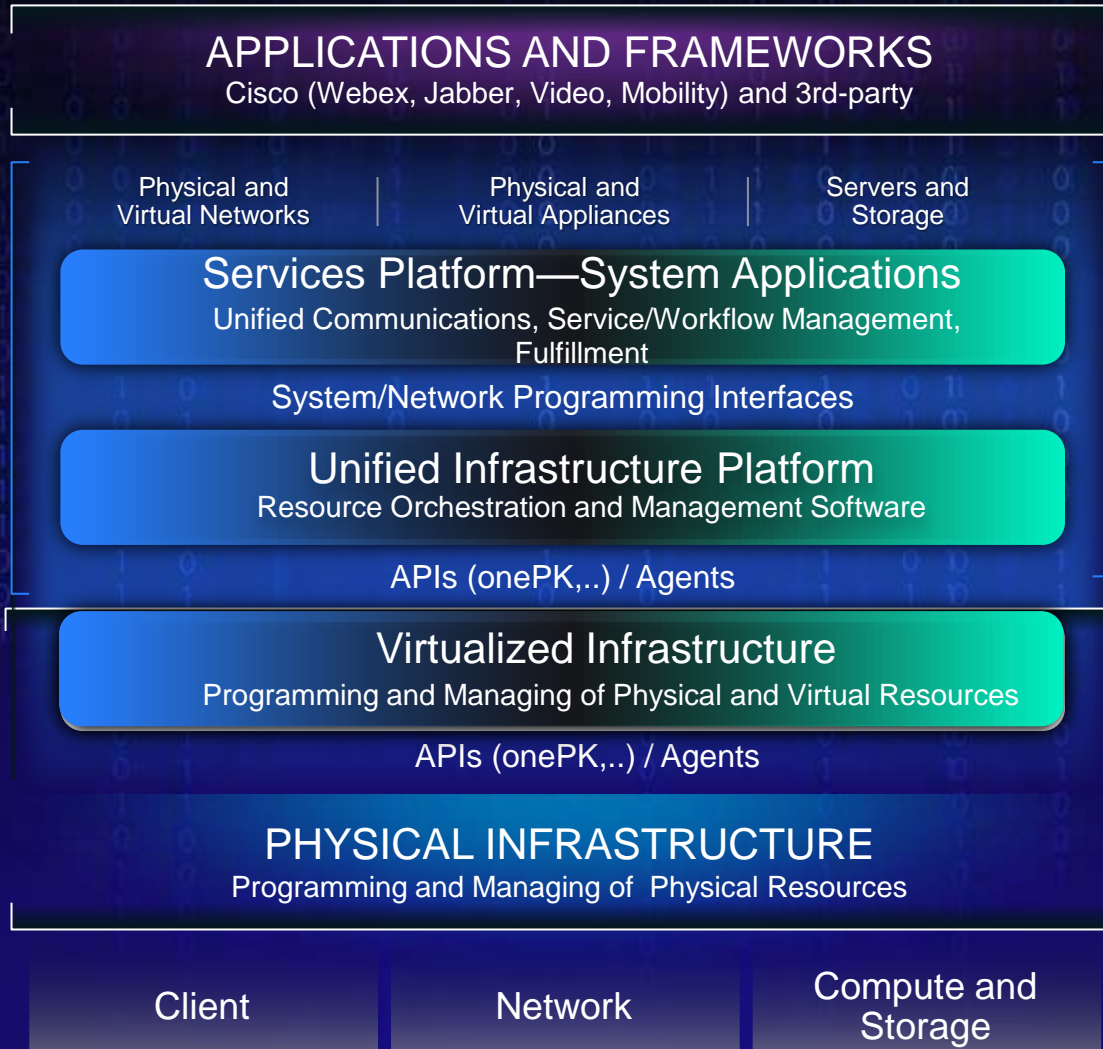 APPLICATIONS AND FRAMEWORKS
Cisco (Webex, Jabber, Video, Mobility) and 3rd-party
Physical and
Virtual Networks
Physical and
Virtual Appliances
Servers and
Storage
Services Platform—System Applications
Unified Communications, Service/Workflow Management,
Fulfillment
System/Network Programming Interfaces
Unified Infrastructure Platform
Resource Orchestration and Management Software
APIs (onePK,..) / Agents
Virtualized Infrastructure
Programming and Managing of Physical and Virtual Resources
APIs (onePK,..) / Agents
PHYSICAL INFRASTRUCTURE
Programming and Managing of  Physical Resources
Client
Network
Compute and
Storage